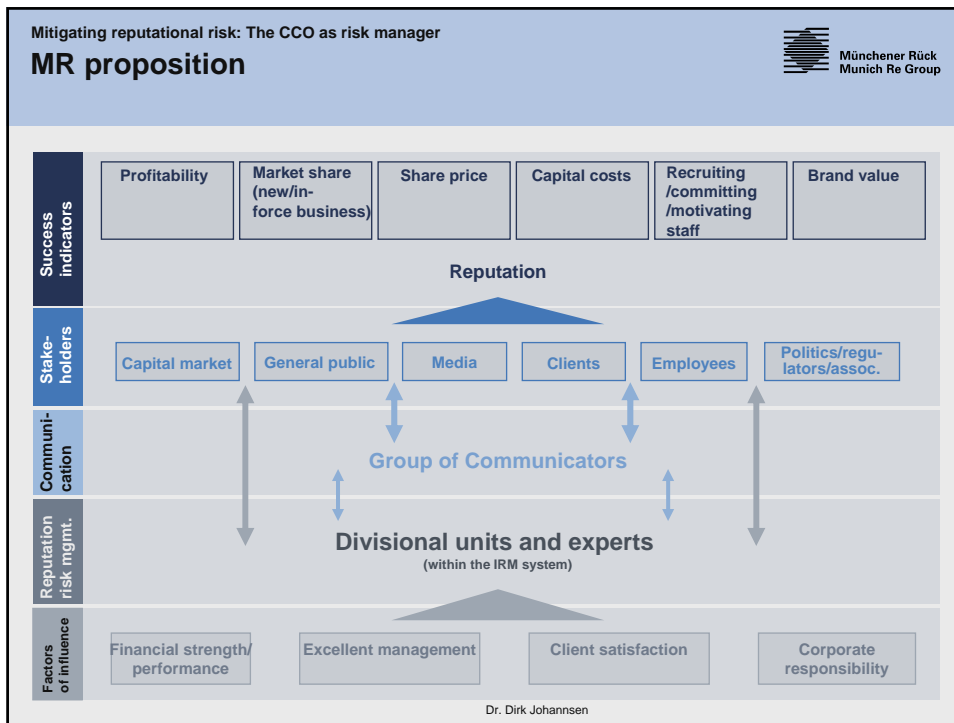 Mitigating reputational risk: The CCO as risk manager
MR proposition
Münchener Rück
Munich Re Group
Success
indicators
Profitability
Market share
(new/in-
force business)
Share price
Capital costs
Recruiting
/committing
/motivating
staff
Brand value
Reputation
Stake-
holders
Capital market
General public
Media
Clients
Employees
Politics/regu-
lators/assoc.
Communi-
cation
Group of Communicators
Reputation
risk mgmt.
Divisional units and experts
(within the IRM system)
Factors
of influence
Financial strength/
performance
Excellent management
Client satisfaction
Corporate
responsibility
Dr. Dirk Johannsen